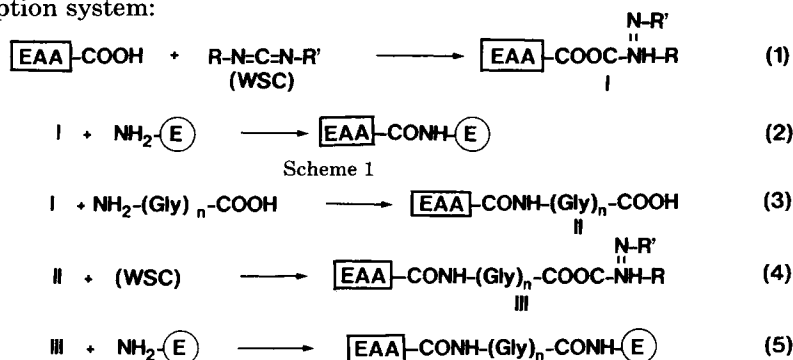 ption system:
N-R'
EAA -COOH + R-N=C=N-R' EAA -COOC-NH-R (1)
(WSC) I
I + NH2- E EAA -CONH- E (2)
Scheme 1
I + NH2-(Gly) n-COOH EAA -CONH-(Gly)n-COOH (3)
II
N-R'
II + (WSC) EAA -CONH-(Gly)n-COOC-NH-R (4)
III
III + NH2- E EAA -CONH-(Gly)n-CONH- E (5)